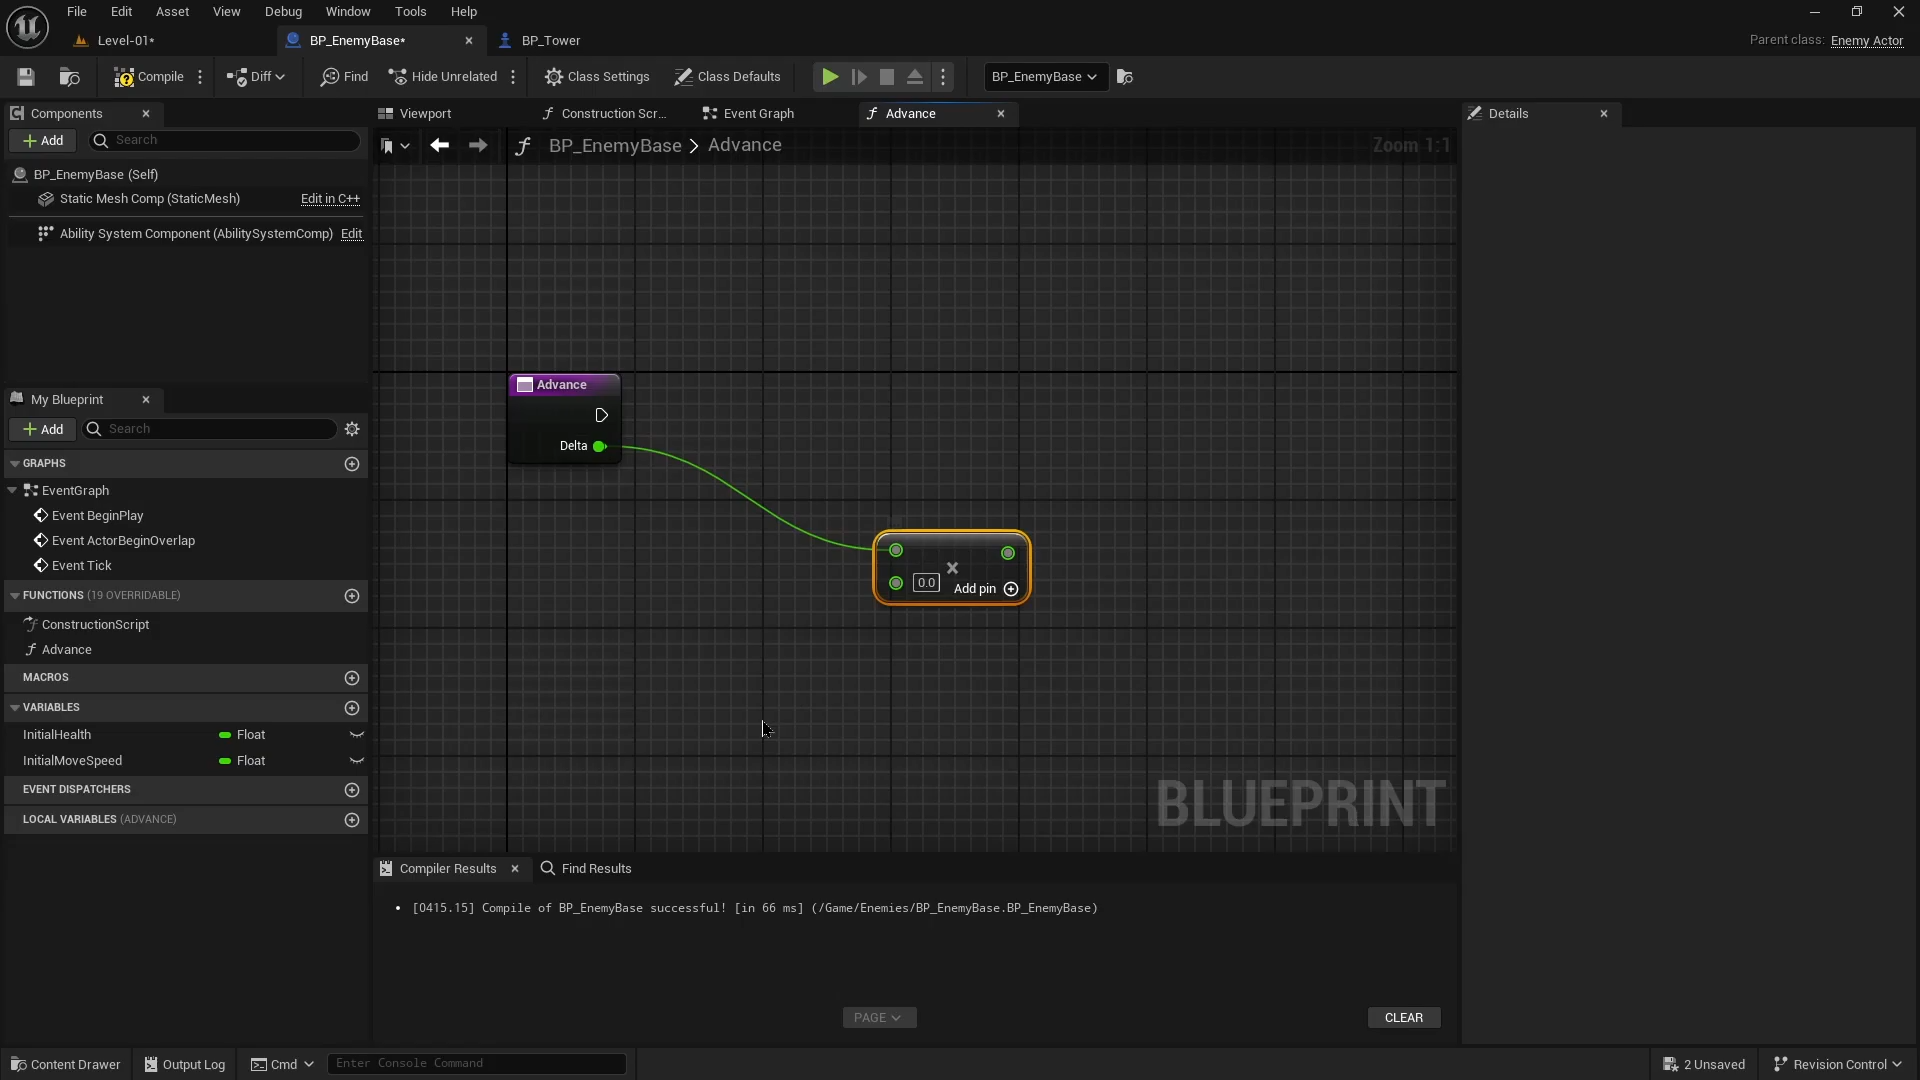 File Edit Asset View Debug Window Tools Help
Level-01* BP_EnemyBase* BP_Tower Parent class: Enemy Actor
Compile Diff Find Hide Unrelated Class Settings Class Defaults BP_EnemyBase
Components Viewport Construction Scr... Event Graph Advance Details
Add Search
BP_EnemyBase > Advance Zoom 1:1
BP_EnemyBase (Self)
Static Mesh Comp (StaticMesh) Edit in C++
Ability System Component (AbilitySystemComp) Edit
Advance
Delta
0.0
Add pin
My Blueprint
Add Search
GRAPHS
EventGraph
Event BeginPlay
Event ActorBeginOverlap
Event Tick
FUNCTIONS (19 OVERRIDABLE)
ConstructionScript
Advance
MACROS
VARIABLES
InitialHealth Float
InitialMoveSpeed Float
EVENT DISPATCHERS
LOCAL VARIABLES (ADVANCE)
BLUEPRINT
Compiler Results Find Results
• [0415.15] Compile of BP_EnemyBase successful! [in 66 ms] (/Game/Enemies/BP_EnemyBase.BP_EnemyBase)
PAGE CLEAR
Content Drawer Output Log Cmd Enter Console Command 2 Unsaved Revision Control